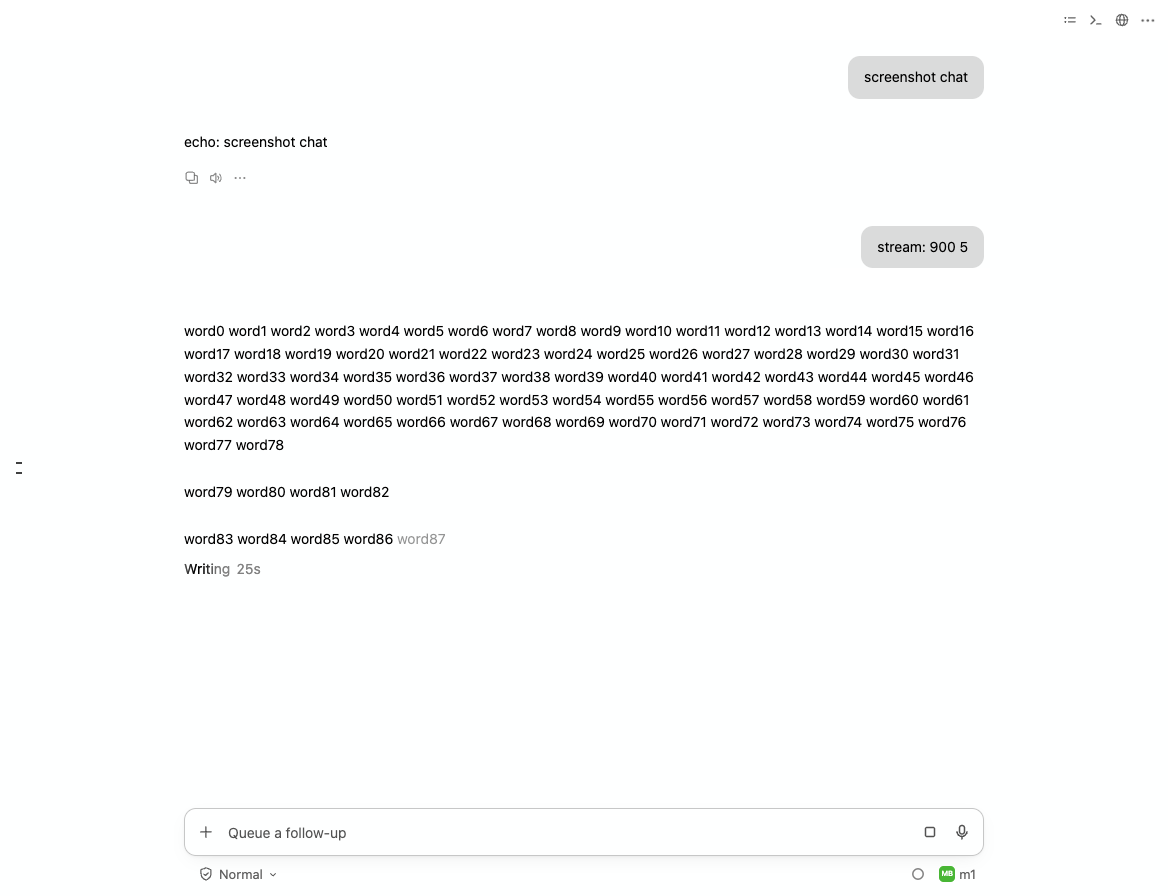 screenshot chat
echo: screenshot chat
stream: 900 5
word0 word1 word2 word3 word4 word5 word6 word7 word8 word9 word10 word11 word12 word13 word14 word15 word16
word17 word18 word19 word20 word21 word22 word23 word24 word25 word26 word27 word28 word29 word30 word31
word32 word33 word34 word35 word36 word37 word38 word39 word40 word41 word42 word43 word44 word45 word46
word47 word48 word49 word50 word51 word52 word53 word54 word55 word56 word57 word58 word59 word60 word61
word62 word63 word64 word65 word66 word67 word68 word69 word70 word71 word72 word73 word74 word75 word76
word77 word78
word79 word80 word81 word82
word83 word84 word85 word86 word87
Writing 25s
Queue a follow-up
Normal MB m1